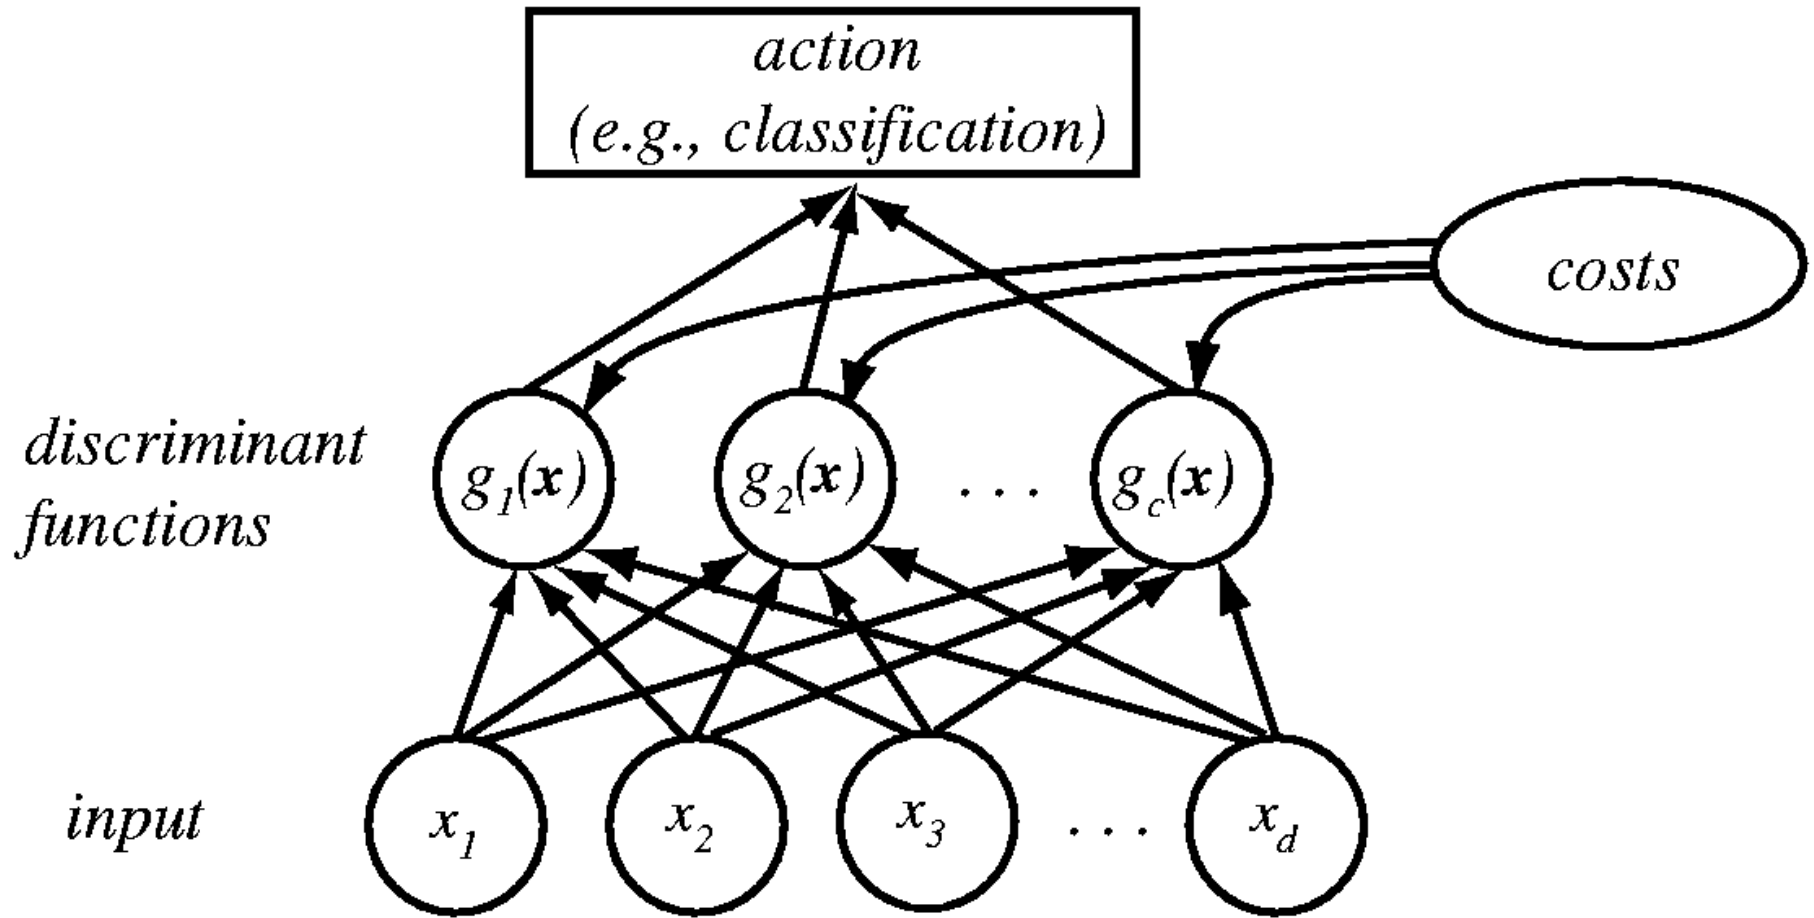 action
(e.g., classification)
costs
discriminant
functions
g1(x)
g2(x)
. . .
gc(x)
input
x1
x2
x3
. . .
xd